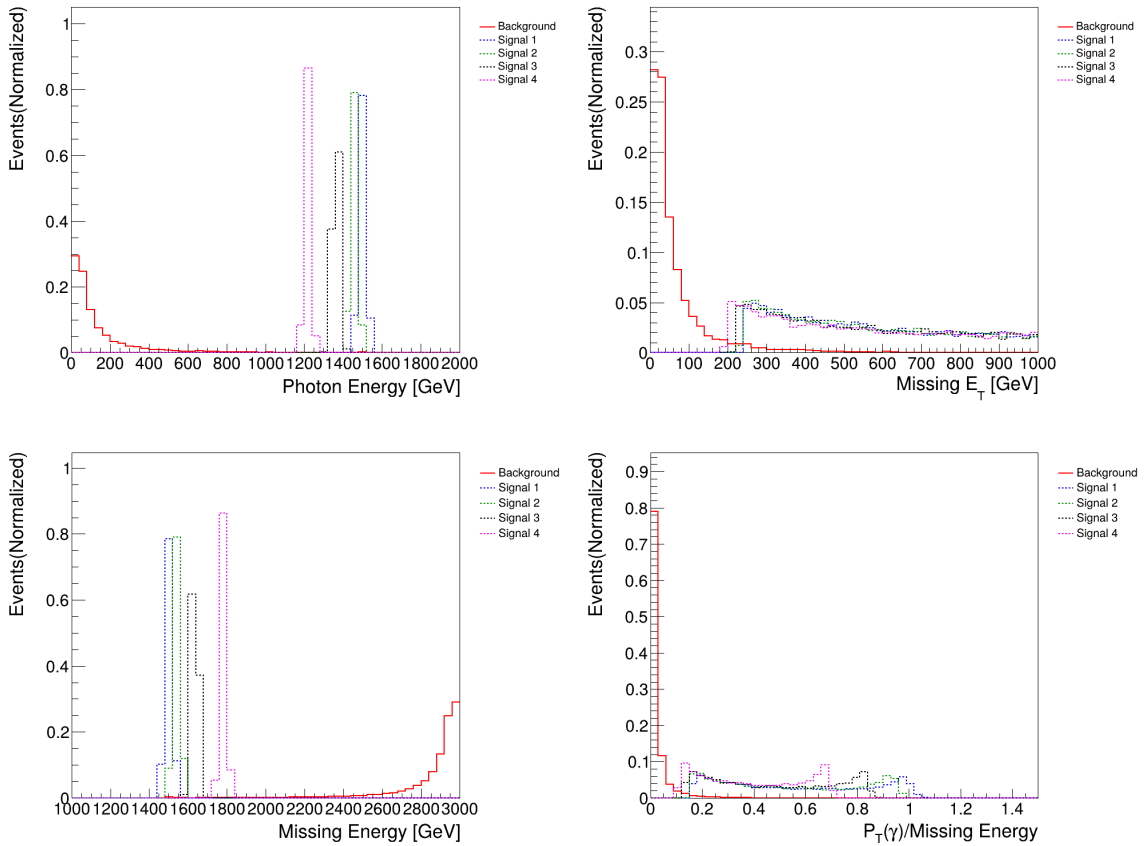 Events(Normalized)
1
0.8
0.6
0.4
0.2
0
0 200 400 600 800 1000 1200 1400 1600 1800 2000
Photon Energy [GeV]
Background
Signal 1
Signal 2
Signal 3
Signal 4
Events(Normalized)
0.3
0.25
0.2
0.15
0.1
0.05
0
0 100 200 300 400 500 600 700 800 900 1000
Missing E_T [GeV]
Background
Signal 1
Signal 2
Signal 3
Signal 4
Events(Normalized)
1
0.8
0.6
0.4
0.2
0
1000 1200 1400 1600 1800 2000 2200 2400 2600 2800 3000
Missing Energy [GeV]
Background
Signal 1
Signal 2
Signal 3
Signal 4
Events(Normalized)
0.9
0.8
0.7
0.6
0.5
0.4
0.3
0.2
0.1
0
0 0.2 0.4 0.6 0.8 1 1.2 1.4
P_T(γ)/Missing Energy
Background
Signal 1
Signal 2
Signal 3
Signal 4